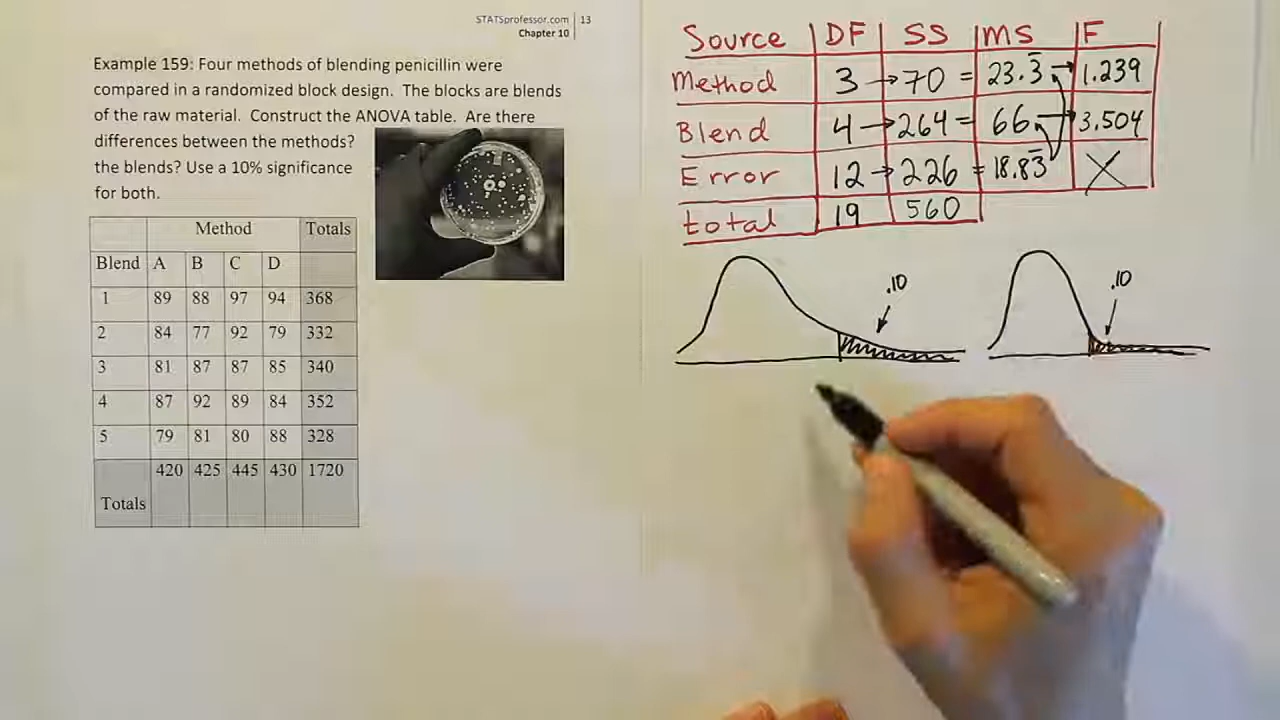 STATSprofessor.com | 13
Chapter 10
Example 159: Four methods of blending penicillin were
compared in a randomized block design. The blocks are blends
of the raw material. Construct the ANOVA table. Are there
differences between the methods?
the blends? Use a 10% significance
for both.
Method Totals
Blend A B C D
1 89 88 97 94 368
2 84 77 92 79 332
3 81 87 87 85 340
4 87 92 89 84 352
5 79 81 80 88 328
420 425 445 430 1720
Totals
Source DF SS MS F
Method 3 → 70 = 23.3̅ → 1.239
Blend 4 → 264 = 66 → 3.504
Error 12 → 226 = 18.83̅ X
total 19 560
.10
.10